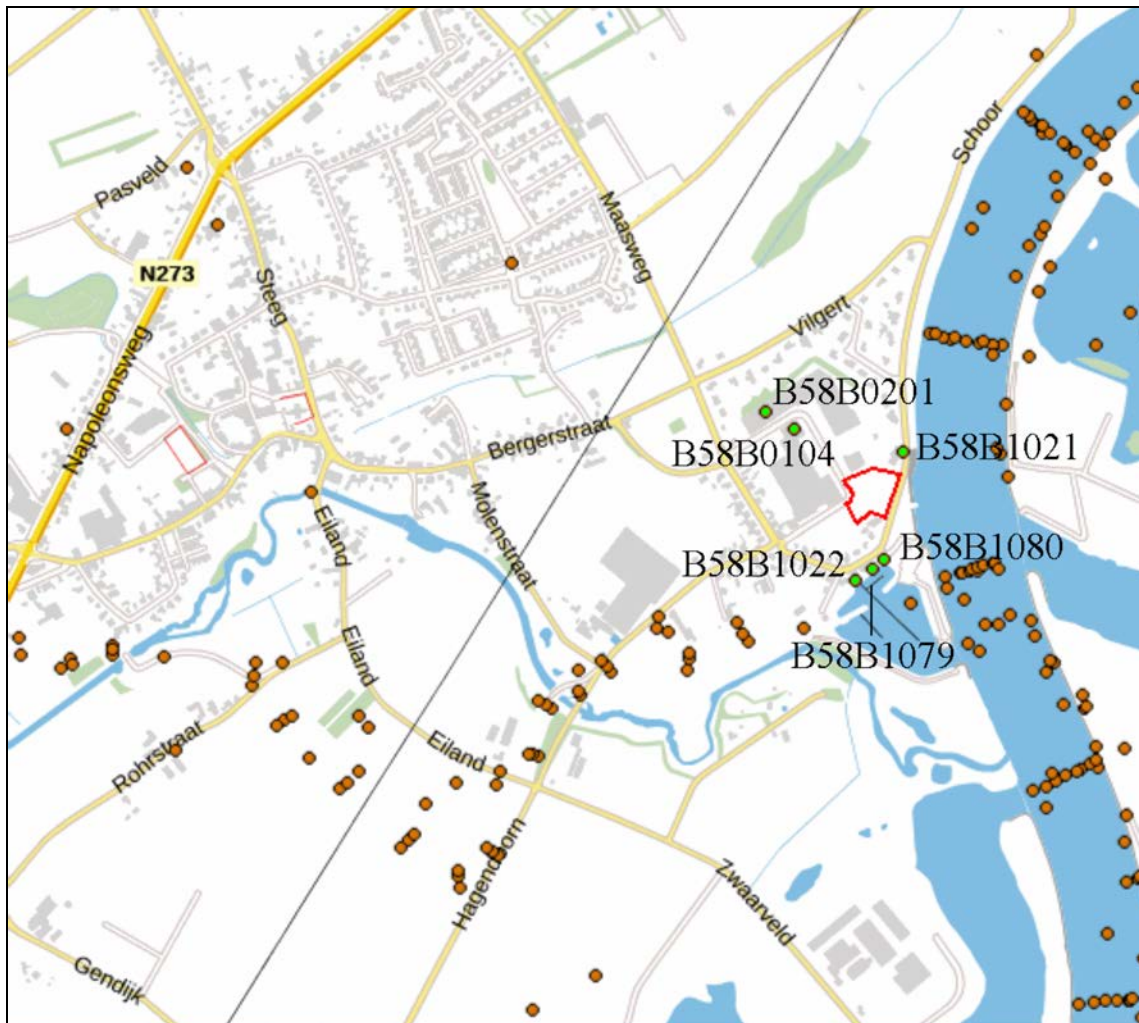 Schoor
Pasveld
Maasweg
N273
Steeg
Vilgert
Napoleonsweg
B58B0201
Bergerstraat
B58B0104
B58B1021
Molenstraat
Eiland
B58B1080
B58B1022
B58B1079
Eiland
Rohrstraat
Eiland
Hagendoorn
Zwaarveld
Gendijk